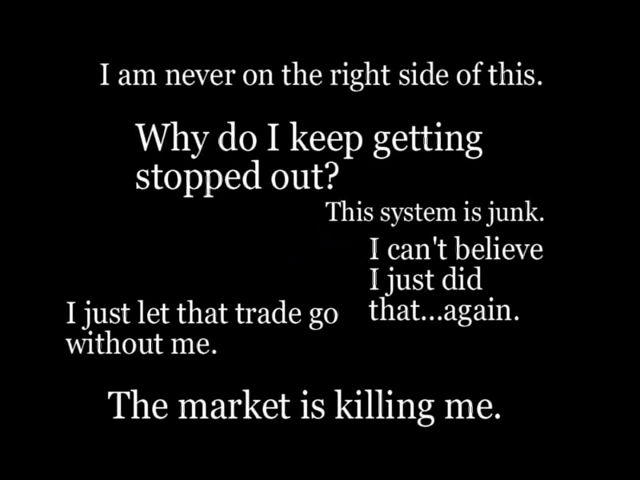 I am never on the right side of this.
Why do I keep getting
stopped out?
This system is junk.
I can't believe
I just did
that...again.
I just let that trade go
without me.
The market is killing me.